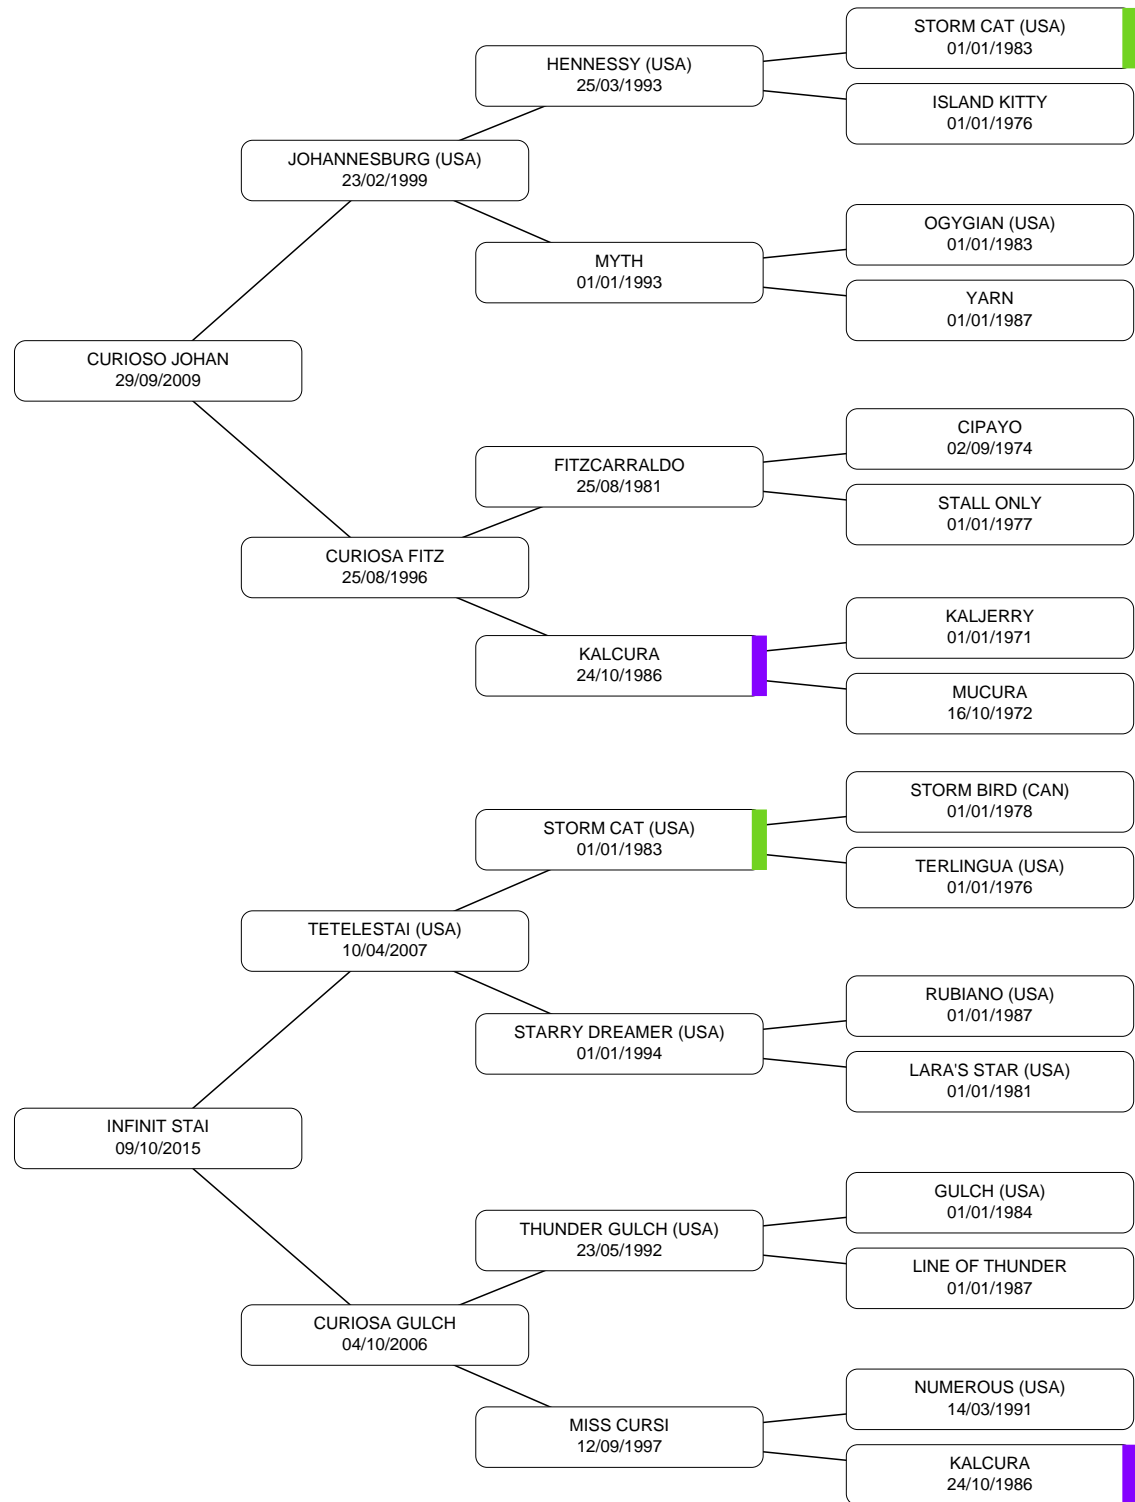 STORM CAT (USA)
01/01/1983
HENNESSY (USA)
25/03/1993
ISLAND KITTY
01/01/1976
JOHANNESBURG (USA)
23/02/1999
OGYGIAN (USA)
01/01/1983
MYTH
01/01/1993
YARN
01/01/1987
CURIOSO JOHAN
29/09/2009
CIPAYO
02/09/1974
FITZCARRALDO
25/08/1981
STALL ONLY
01/01/1977
CURIOSA FITZ
25/08/1996
KALJERRY
01/01/1971
KALCURA
24/10/1986
MUCURA
16/10/1972
STORM BIRD (CAN)
01/01/1978
STORM CAT (USA)
01/01/1983
TERLINGUA (USA)
01/01/1976
TETELESTAI (USA)
10/04/2007
RUBIANO (USA)
01/01/1987
STARRY DREAMER (USA)
01/01/1994
LARA'S STAR (USA)
01/01/1981
INFINIT STAI
09/10/2015
GULCH (USA)
01/01/1984
THUNDER GULCH (USA)
23/05/1992
LINE OF THUNDER
01/01/1987
CURIOSA GULCH
04/10/2006
NUMEROUS (USA)
14/03/1991
MISS CURSI
12/09/1997
KALCURA
24/10/1986